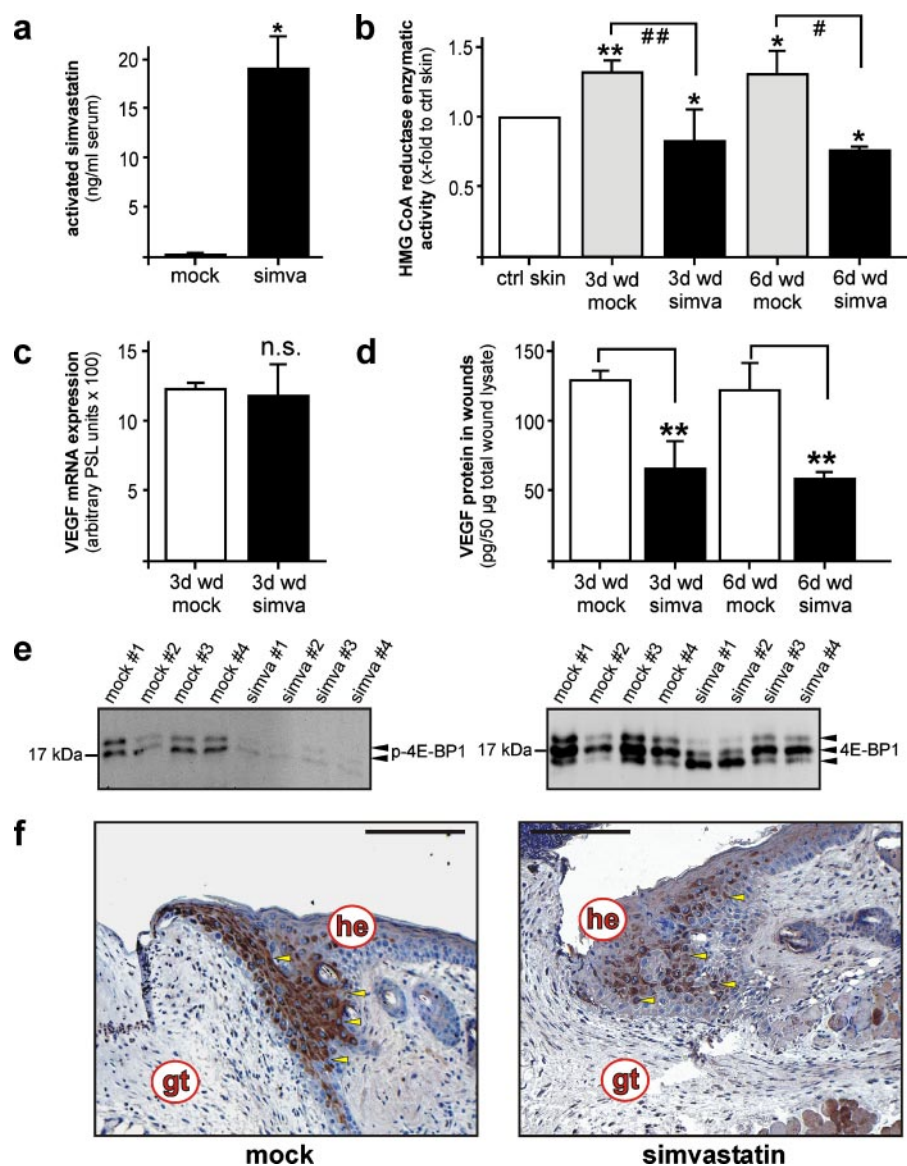 a
activated simvastatin
(ng/ml serum)
20
15
10
5
*
mock
simva
b
HMG CoA reductase enzymatic
activity (x-fold to ctrl skin)
1.5
1.0
0.5
**
##
*
*
#
*
ctrl skin
3d wd
mock
3d wd
simva
6d wd
mock
6d wd
simva
c
VEGF mRNA expression
(arbitrary PSL units x 100)
15
10
5
n.s.
3d wd
mock
3d wd
simva
d
VEGF protein in wounds
(pg/50 µg total wound lysate)
150
100
50
**
**
3d wd
mock
3d wd
simva
6d wd
mock
6d wd
simva
e
mock #1
mock #2
mock #3
mock #4
simva #1
simva #2
simva #3
simva #4
17 kDa
p-4E-BP1
mock #1
mock #2
mock #3
mock #4
simva #1
simva #2
simva #3
simva #4
17 kDa
4E-BP1
f
he
gt
mock
he
gt
simvastatin